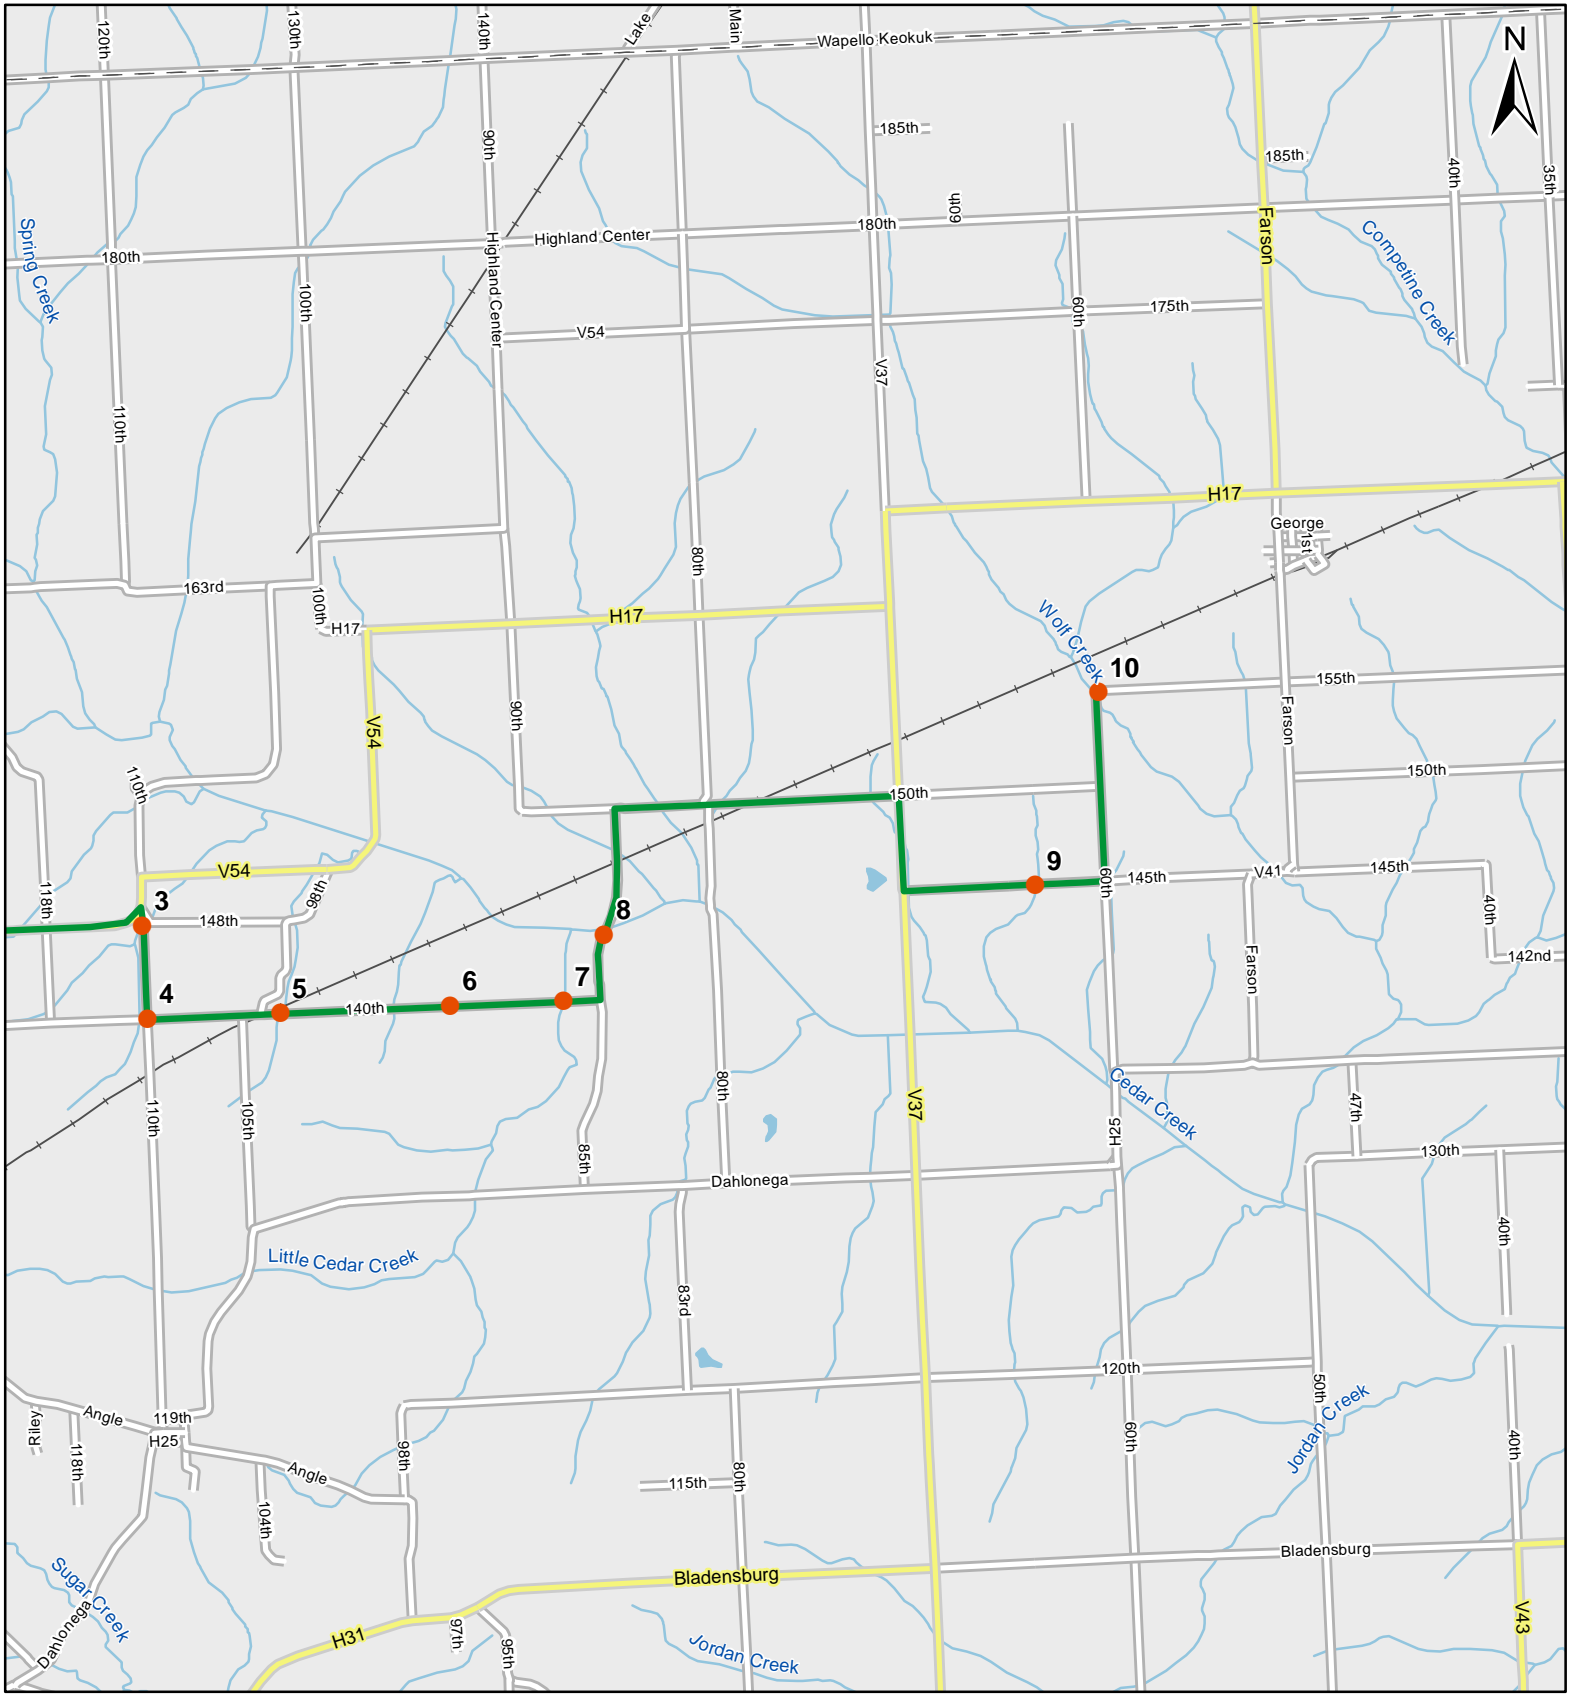 120th
130th
140th
Lake
Main
Wapello Keokuk
N
90th
185th
185th
40th
35th
60th
Spring Creek
180th
Highland Center
Highland Center
180th
Farson
Competine Creek
100th
V54
60th
175th
V37
110th
H17
George
1st
80th
163rd
100th
H17
H17
Wolf Creek
10
155th
V54
90th
Farson
110th
150th
150th
V54
98th
9
60th
145th
V41
145th
118th
3
148th
8
40th
Farson
142nd
4
5
140th
6
7
110th
105th
80th
V37
Cedar Creek
H25
47th
85th
130th
Dahlonega
Little Cedar Creek
40th
83rd
120th
50th
Jordan Creek
Riley
Angle
119th
H25
118th
98th
60th
40th
Angle
104th
115th
80th
Bladensburg
Bladensburg
Sugar Creek
Dahlonega
H31
97th
95th
Jordan Creek
V43